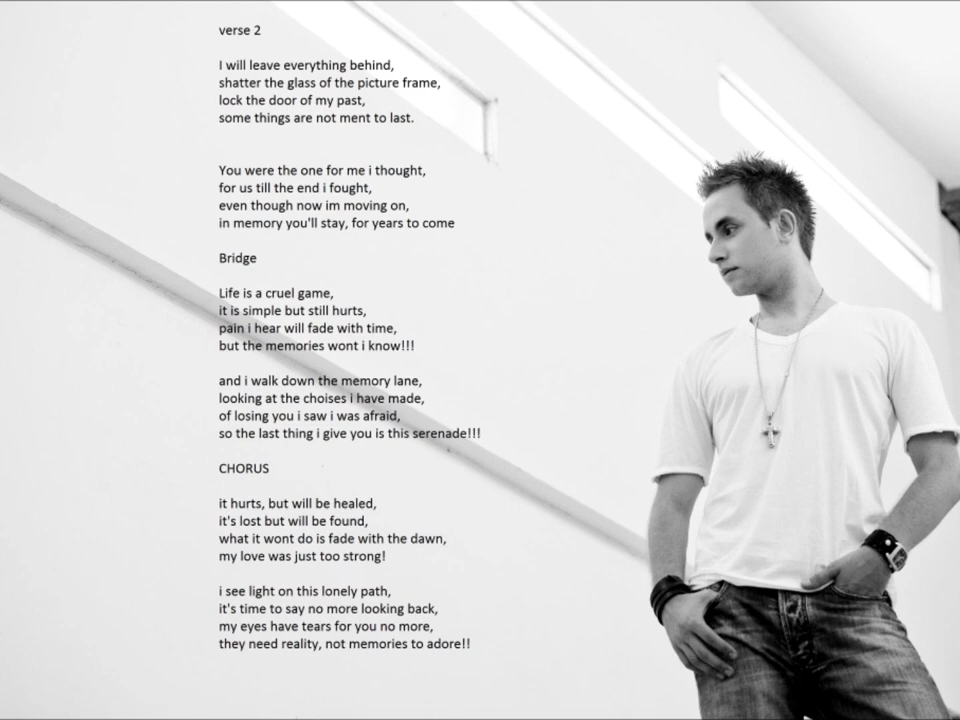 verse 2
I will leave everything behind,
shatter the glass of the picture frame,
lock the door of my past,
some things are not ment to last.
You were the one for me i thought,
for us till the end i fought,
even though now im moving on,
in memory you'll stay, for years to come
Bridge
Life is a cruel game,
it is simple but still hurts,
pain i hear will fade with time,
but the memories wont i know!!!
and i walk down the memory lane,
looking at the choises i have made,
of losing you i saw i was afraid,
so the last thing i give you is this serenade!!!
CHORUS
it hurts, but will be healed,
it's lost but will be found,
what it wont do is fade with the dawn,
my love was just too strong!
i see light on this lonely path,
it's time to say no more looking back,
my eyes have tears for you no more,
they need reality, not memories to adore!!